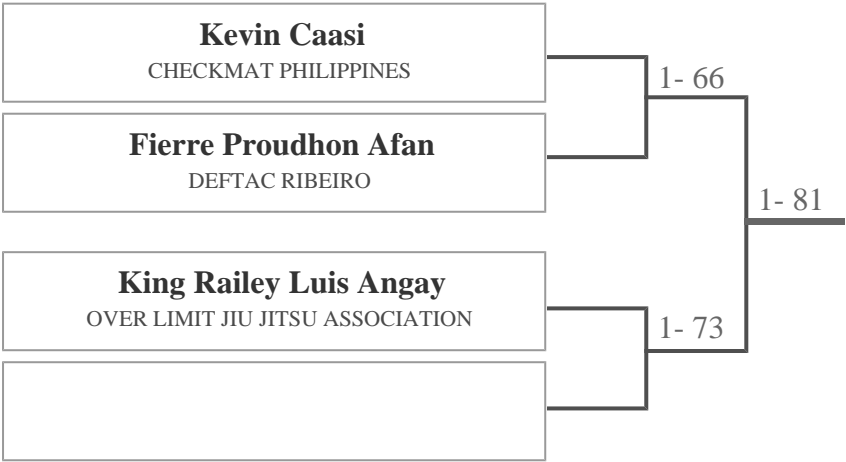 Kevin Caasi
CHECKMAT PHILIPPINES
1- 66
Fierre Proudhon Afan
DEFTAC RIBEIRO
1- 81
King Railey Luis Angay
OVER LIMIT JIU JITSU ASSOCIATION
1- 73